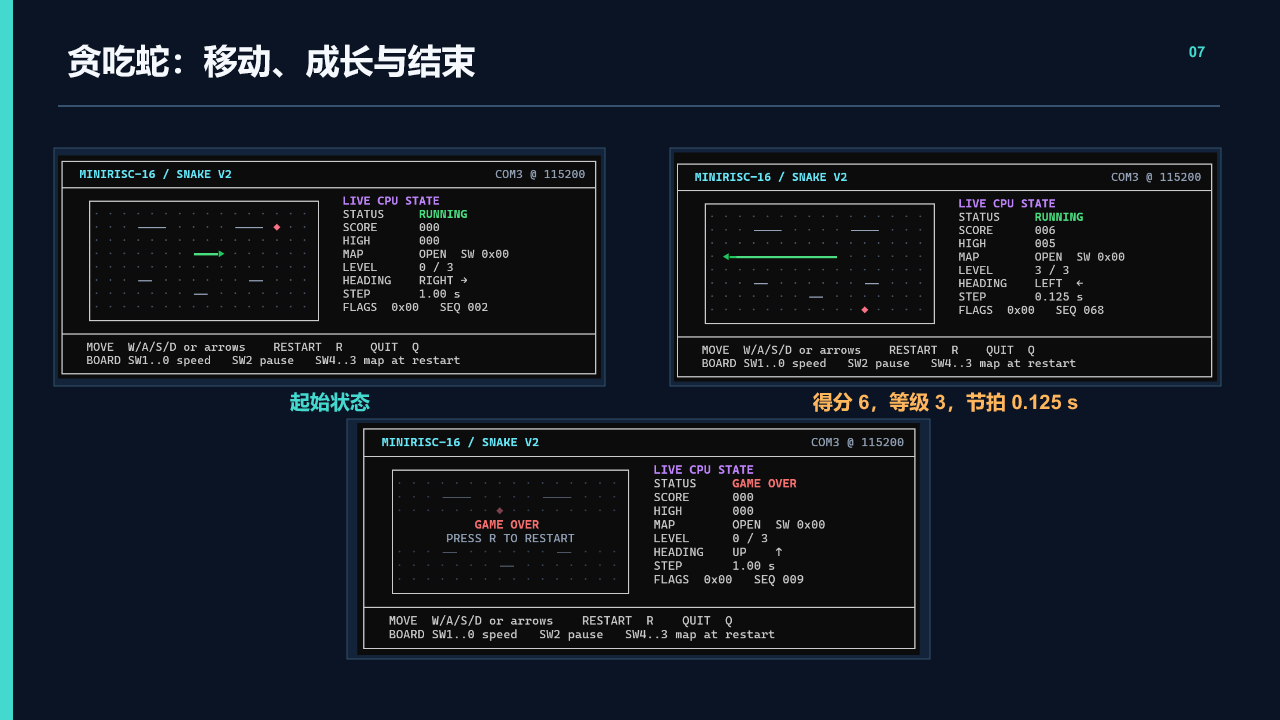 贪吃蛇：移动、成长与结束
07
MINIRISC-16 / SNAKE V2 COM3 @ 115200
LIVE CPU STATE
STATUS RUNNING
SCORE 000
HIGH 000
MAP OPEN SW 0x00
LEVEL 0 / 3
HEADING RIGHT →
STEP 1.00 s
FLAGS 0x00 SEQ 002
MOVE W/A/S/D or arrows RESTART R QUIT Q
BOARD SW1..0 speed SW2 pause SW4..3 map at restart
起始状态
MINIRISC-16 / SNAKE V2 COM3 @ 115200
LIVE CPU STATE
STATUS RUNNING
SCORE 006
HIGH 005
MAP OPEN SW 0x00
LEVEL 3 / 3
HEADING LEFT ←
STEP 0.125 s
FLAGS 0x00 SEQ 068
MOVE W/A/S/D or arrows RESTART R QUIT Q
BOARD SW1..0 speed SW2 pause SW4..3 map at restart
得分 6，等级 3，节拍 0.125 s
MINIRISC-16 / SNAKE V2 COM3 @ 115200
GAME OVER
PRESS R TO RESTART
LIVE CPU STATE
STATUS GAME OVER
SCORE 000
HIGH 000
MAP OPEN SW 0x00
LEVEL 0 / 3
HEADING UP ↑
STEP 1.00 s
FLAGS 0x00 SEQ 009
MOVE W/A/S/D or arrows RESTART R QUIT Q
BOARD SW1..0 speed SW2 pause SW4..3 map at restart